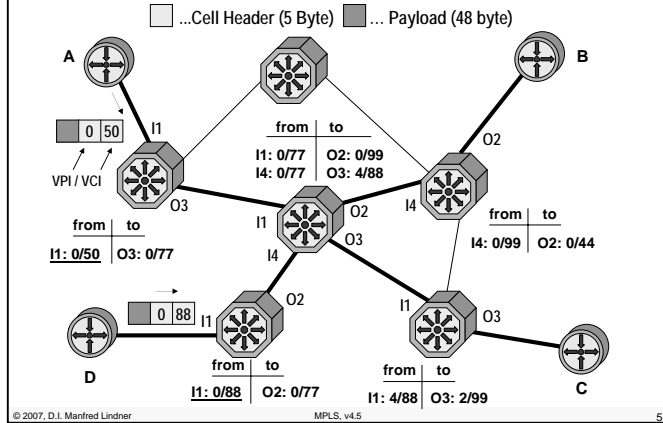 ...Cell Header (5 Byte) ... Payload (48 byte)
A
B
0 50
I1
VPI / VCI
O3
from to
I1: 0/50 O3: 0/77
from to
I1: 0/77 O2: 0/99
I4: 0/77 O3: 4/88
I1
O2
O3
I4
O2
I4
from to
I4: 0/99 O2: 0/44
0 88
I1
O2
D
from to
I1: 0/88 O2: 0/77
I1
O3
C
from to
I1: 4/88 O3: 2/99
© 2007, D.I. Manfred Lindner MPLS, v4.5 5